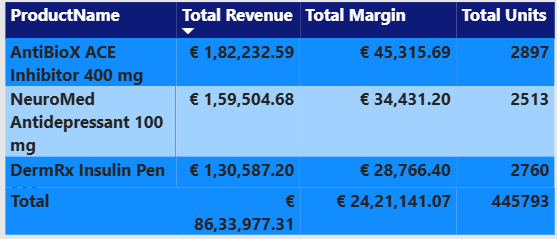 ProductName Total Revenue Total Margin Total Units
AntiBioX ACE € 1,82,232.59 € 45,315.69 2897
Inhibitor 400 mg
NeuroMed € 1,59,504.68 € 34,431.20 2513
Antidepressant 100
mg
DermRx Insulin Pen € 1,30,587.20 € 28,766.40 2760
Total € € 24,21,141.07 445793
86,33,977.31